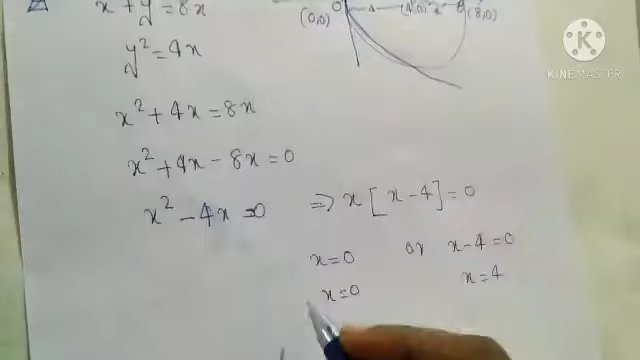 x² + y² = 8x
y² = 4x
x² + 4x = 8x
x² + 4x - 8x = 0
x² - 4x = 0 ⇒ x [x - 4] = 0
x = 0 or x - 4 = 0
x = 0 x = 4
(0,0) 0
(8,0)
KINEMASTER